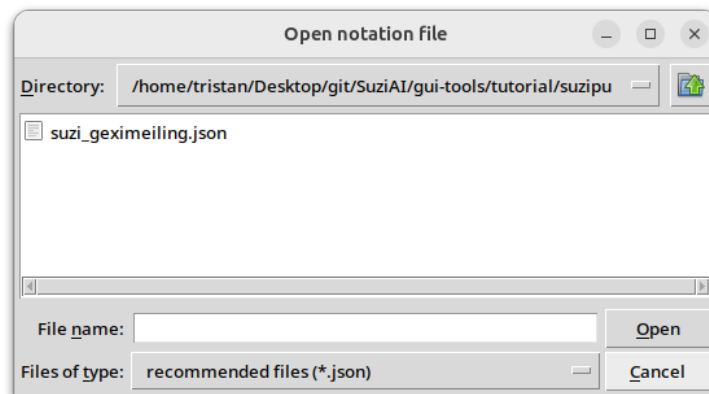 Open notation file
Directory: /home/tristan/Desktop/git/SuziAI/gui-tools/tutorial/suzipu
suzi_geximeiling.json
File name: Open
Files of type: recommended files (*.json) Cancel